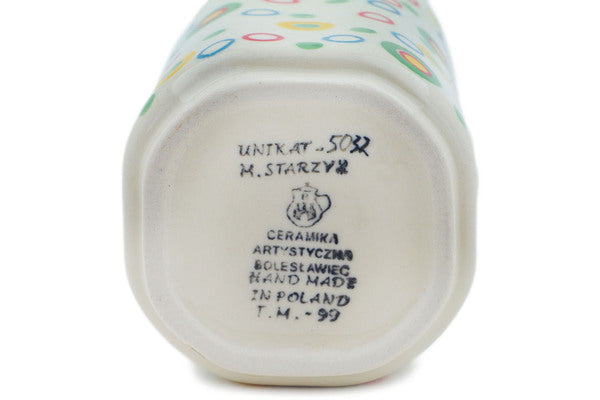 UNIKAT-5032
M. STARZYK
CERAMIKA
ARTYSTYCZNA
BOLESŁAWIEC
HAND MADE
IN POLAND
T.M.-99